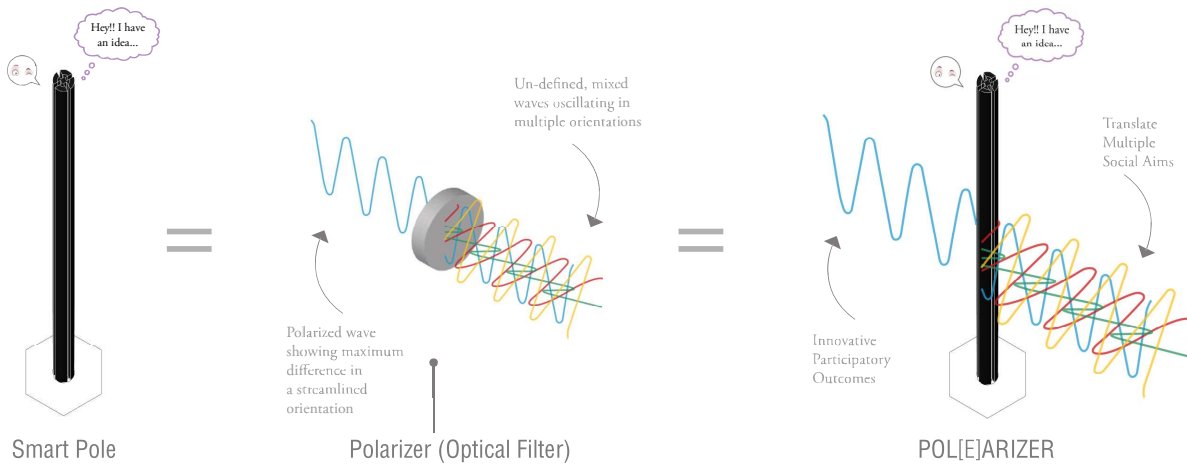 Hey!! I have
an idea...
Smart Pole
Un-defined, mixed
waves oscillating in
multiple orientations
Polarized wave
showing maximum
difference in
a streamlined
orientation
Polarizer (Optical Filter)
Hey!! I have
an idea...
Translate
Multiple
Social Aims
Innovative
Participatory
Outcomes
POL[E]ARIZER